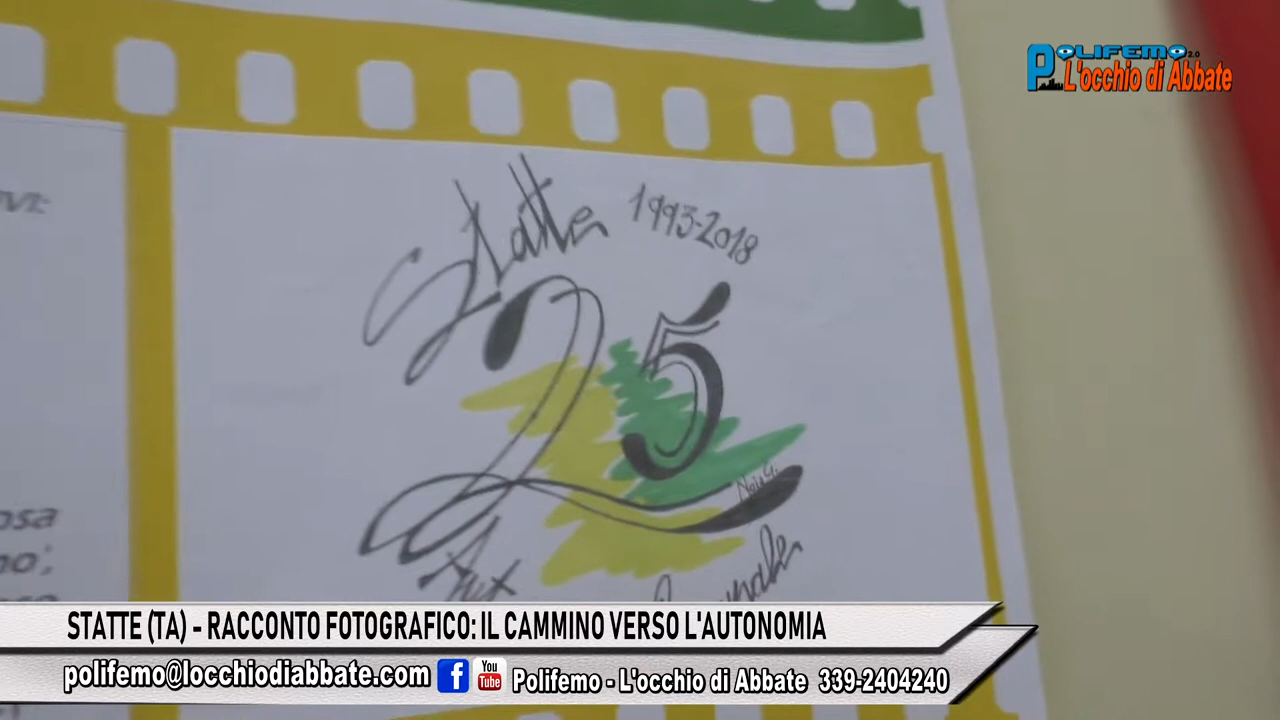 POLIFEMO 2.0
L'occhio di Abbate
Statte 1993-2018
25
STATTE (TA) - RACCONTO FOTOGRAFICO: IL CAMMINO VERSO L'AUTONOMIA
polifemo@locchiodiabbate.com f You Tube Polifemo - L'occhio di Abbate 339-2404240